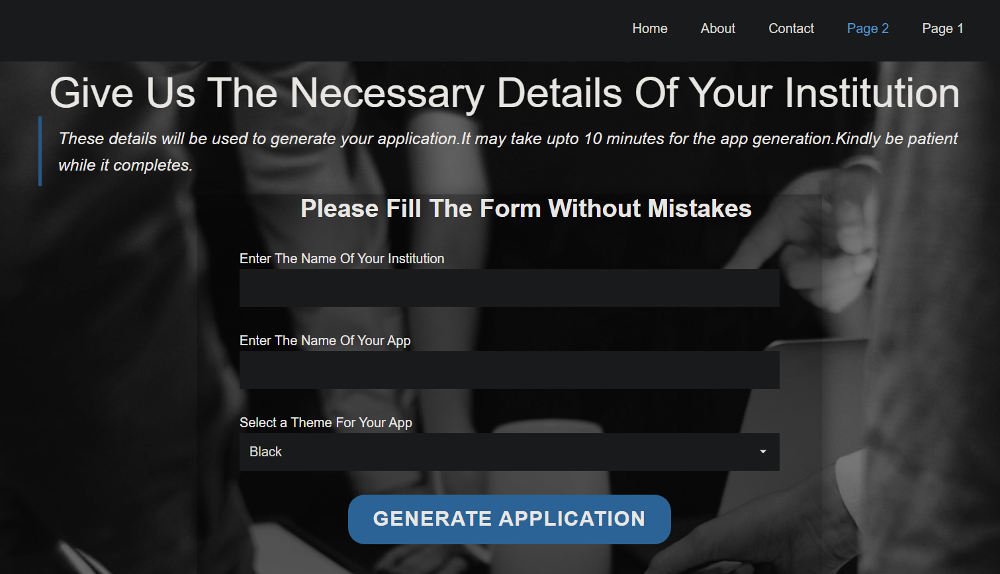 Home About Contact Page 2 Page 1
Give Us The Necessary Details Of Your Institution
These details will be used to generate your application.It may take upto 10 minutes for the app generation.Kindly be patient
while it completes.
Please Fill The Form Without Mistakes
Enter The Name Of Your Institution
Enter The Name Of Your App
Select a Theme For Your App
Black
GENERATE APPLICATION